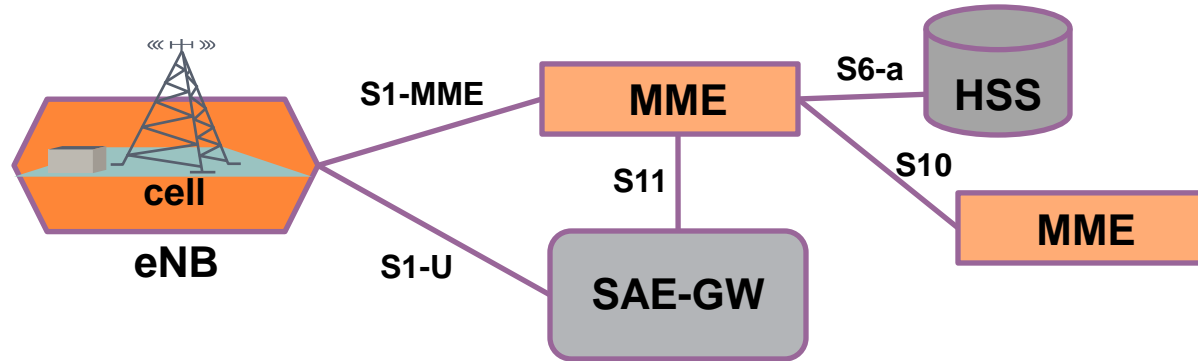 S1-MME
MME
S6-a
HSS
cell
eNB
S11
S10
MME
S1-U
SAE-GW